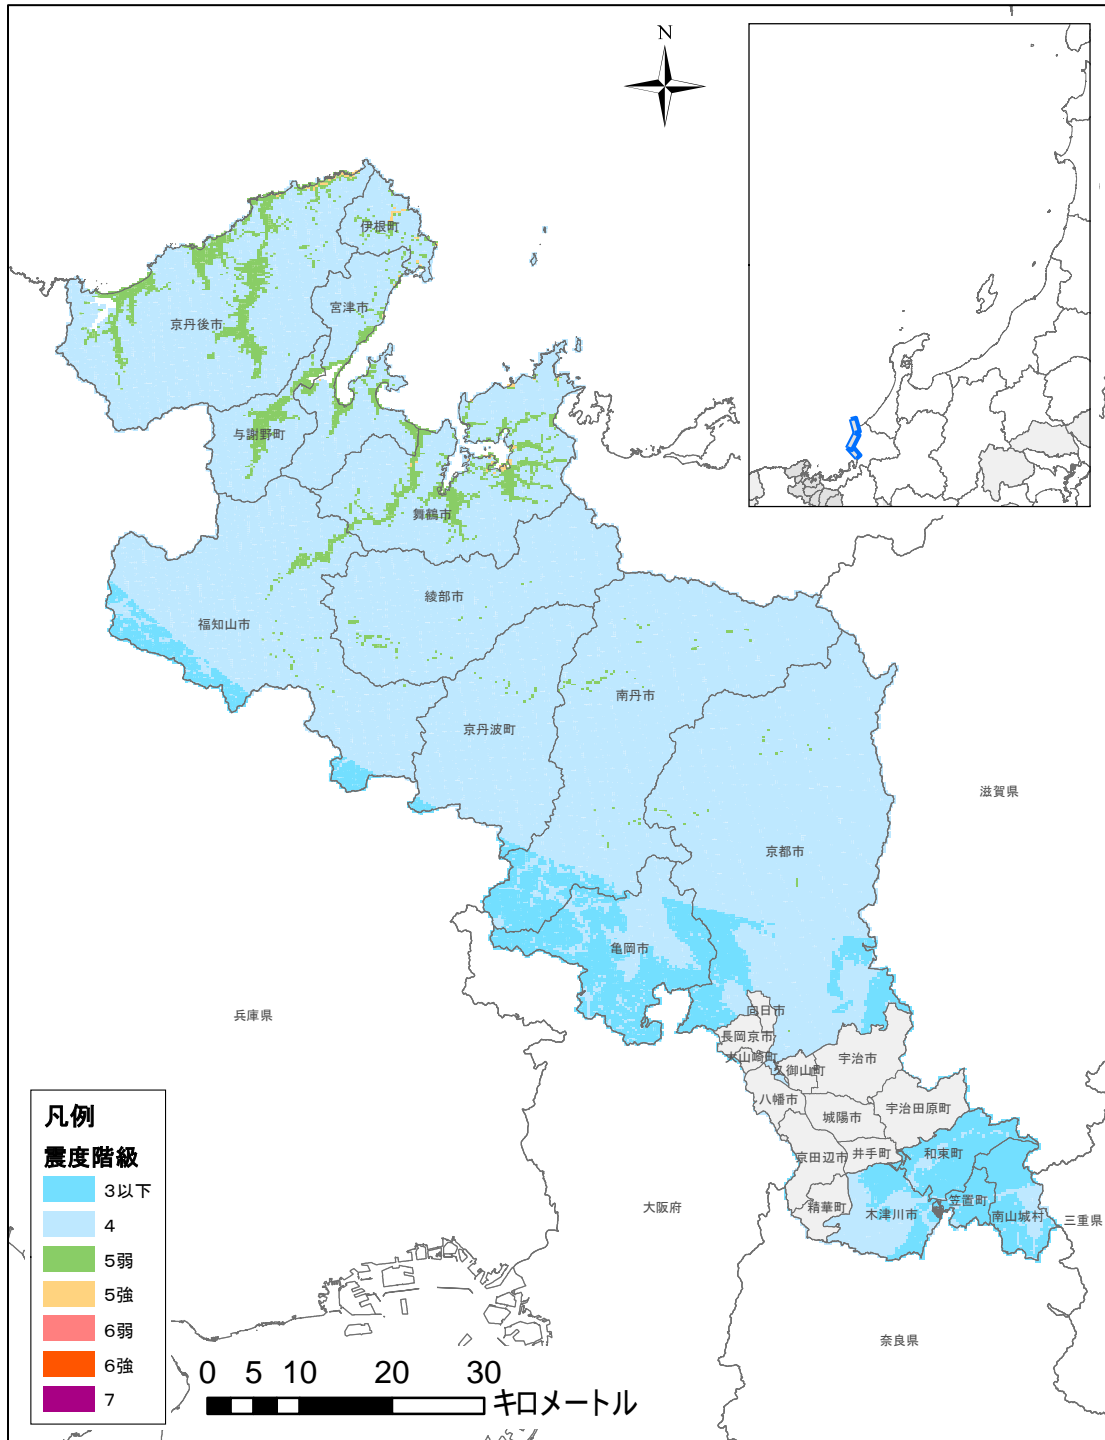 N
伊根町
宮津市
京丹後市
与謝野町
舞鶴市
綾部市
福知山市
南丹市
京丹波町
滋賀県
京都市
亀岡市
兵庫県
向日市
長岡京市
大山崎町
久御山町
宇治市
八幡市
城陽市
宇治田原町
井手町
京田辺市
和束町
精華町
木津川市
笠置町
南山城村
三重県
大阪府
奈良県
凡例
震度階級
3以下
4
5弱
5強
6弱
6強
7
0 5 10 20 30
キロメートル